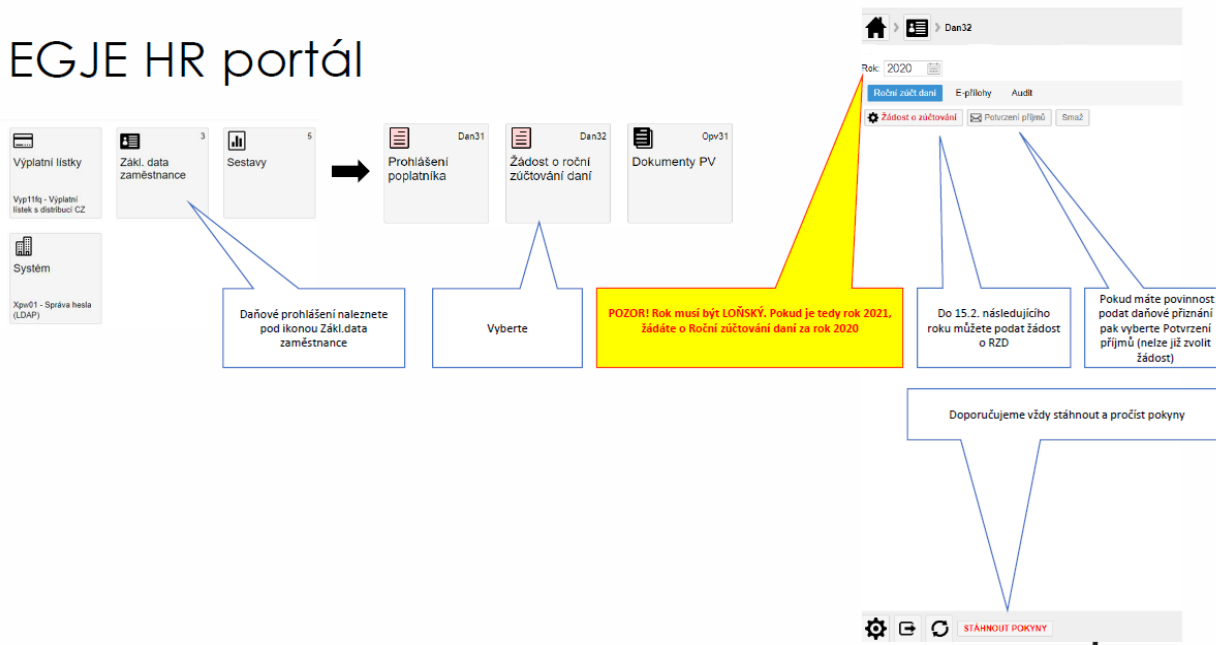 EGJE HR portál
Výplatní lístky
Vyp11fq - Výplatní
lístek s distribucí CZ
3
Zákl. data
zaměstnance
5
Sestavy
Systém
Xpw01 - Správa hesla
(LDAP)
Dan31
Prohlášení
poplatníka
Dan32
Žádost o roční
zúčtování daní
Opv31
Dokumenty PV
Daňové prohlášení naleznete
pod ikonou Zákl.data
zaměstnance
Vyberte
POZOR! Rok musí být LOŇSKÝ. Pokud je tedy rok 2021,
žádáte o Roční zúčtování daní za rok 2020
> > Dan32
Rok: 2020
Roční zúčt.daní E-přílohy Audit
Žádost o zúčtování Potvrzení příjmů Smaž
Do 15.2. následujícího
roku můžete podat žádost
o RZD
Pokud máte povinnost
podat daňové přiznání
pak vyberte Potvrzení
příjmů (nelze již zvolit
žádost)
Doporučujeme vždy stáhnout a pročíst pokyny
STÁHNOUT POKYNY